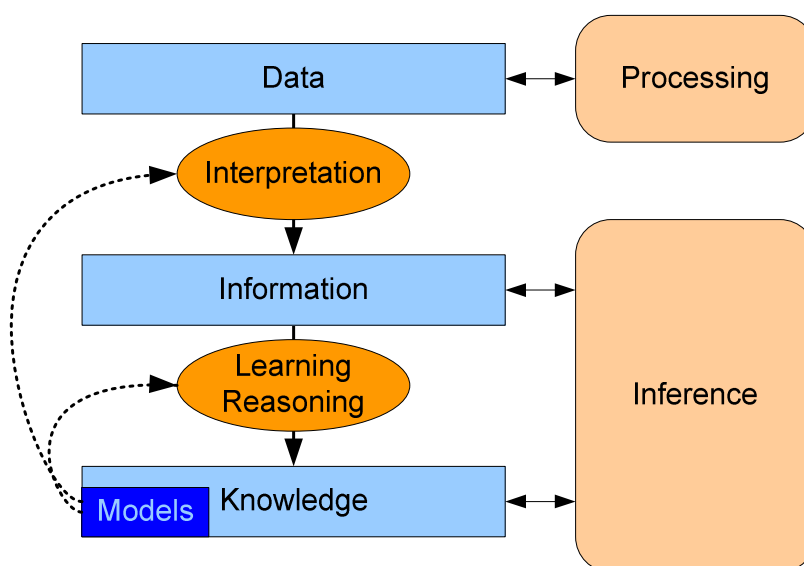 Data
Processing
Interpretation
Information
Learning
Reasoning
Inference
Models
Knowledge